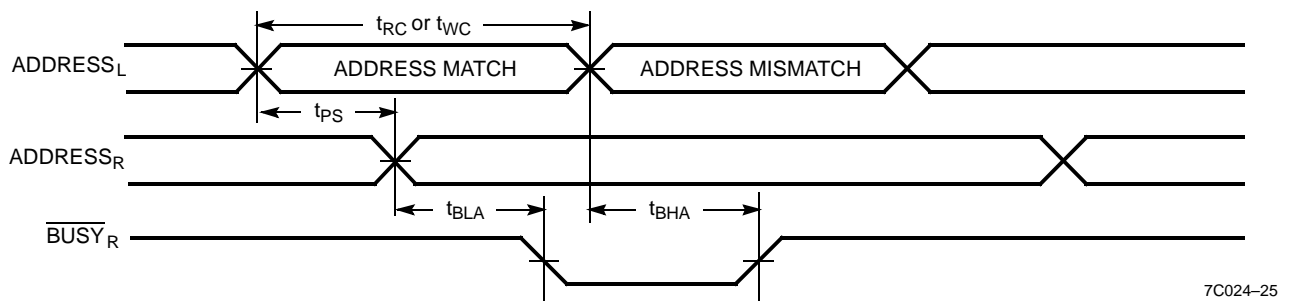 tRC or tWC
ADDRESSL
ADDRESS MATCH
ADDRESS MISMATCH
tPS
ADDRESSR
tBLA
tBHA
BUSYR
7C024–25